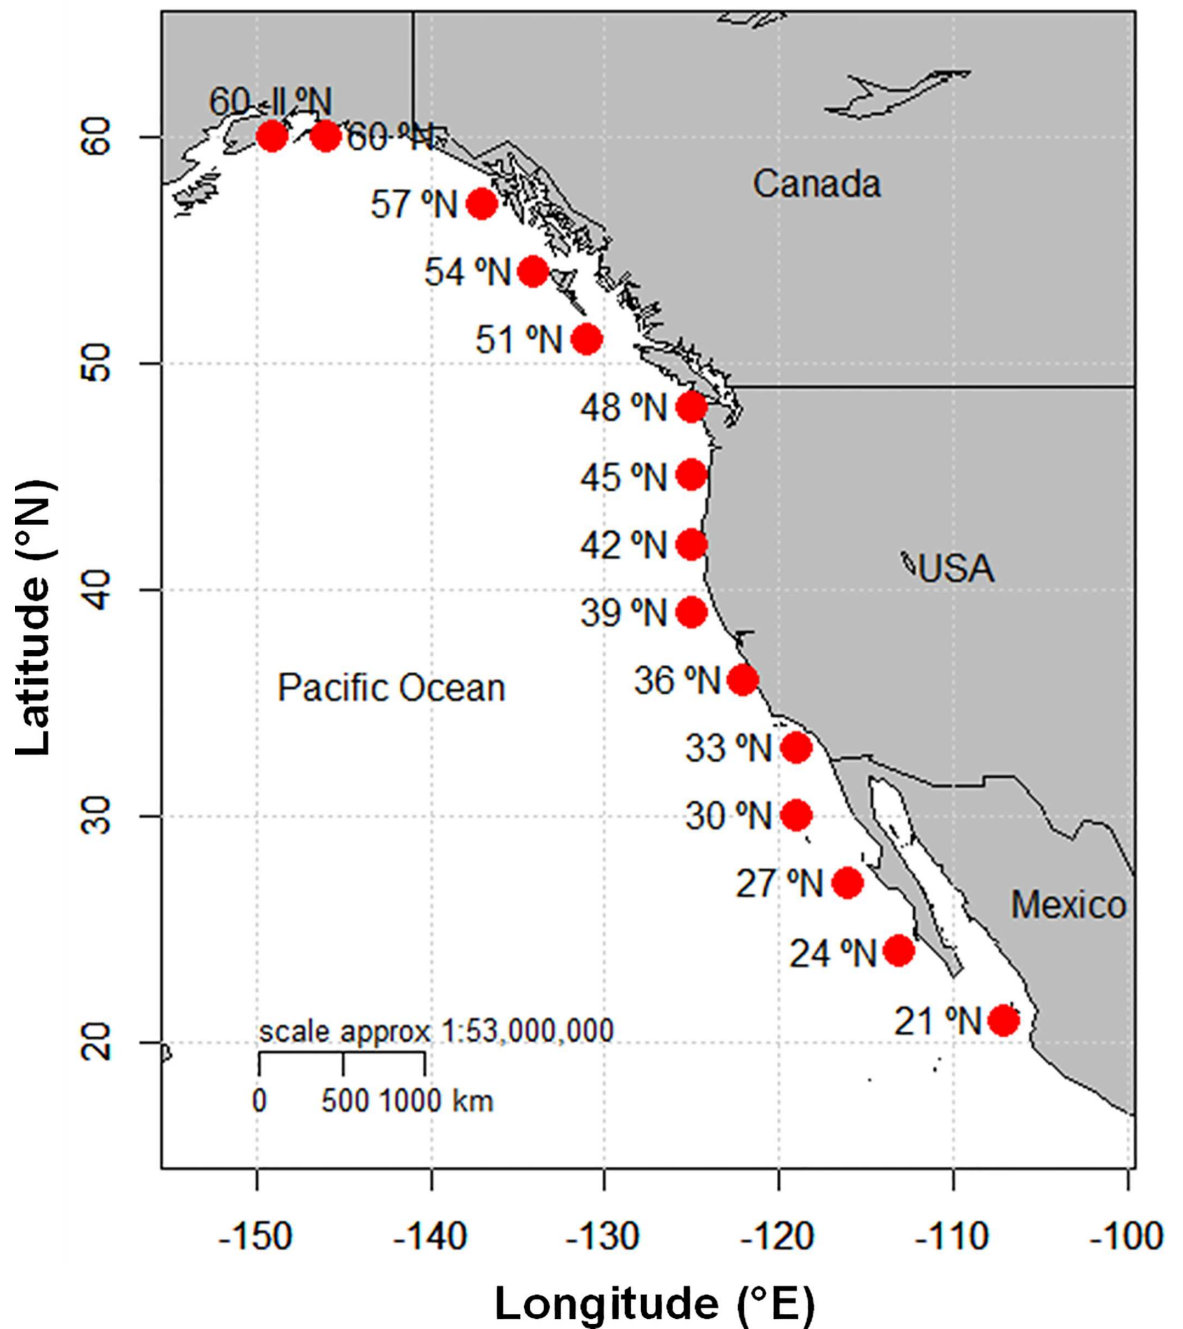 60-II ºN
60 ºN
60
Canada
57 ºN
54 ºN
51 ºN
50
48 ºN
45 ºN
42 ºN
USA
40
39 ºN
36 ºN
Pacific Ocean
33 ºN
30 ºN
30
27 ºN
Mexico
24 ºN
21 ºN
20
scale approx 1:53,000,000
0 500 1000 km
Latitude (°N)
-150 -140 -130 -120 -110 -100
Longitude (°E)